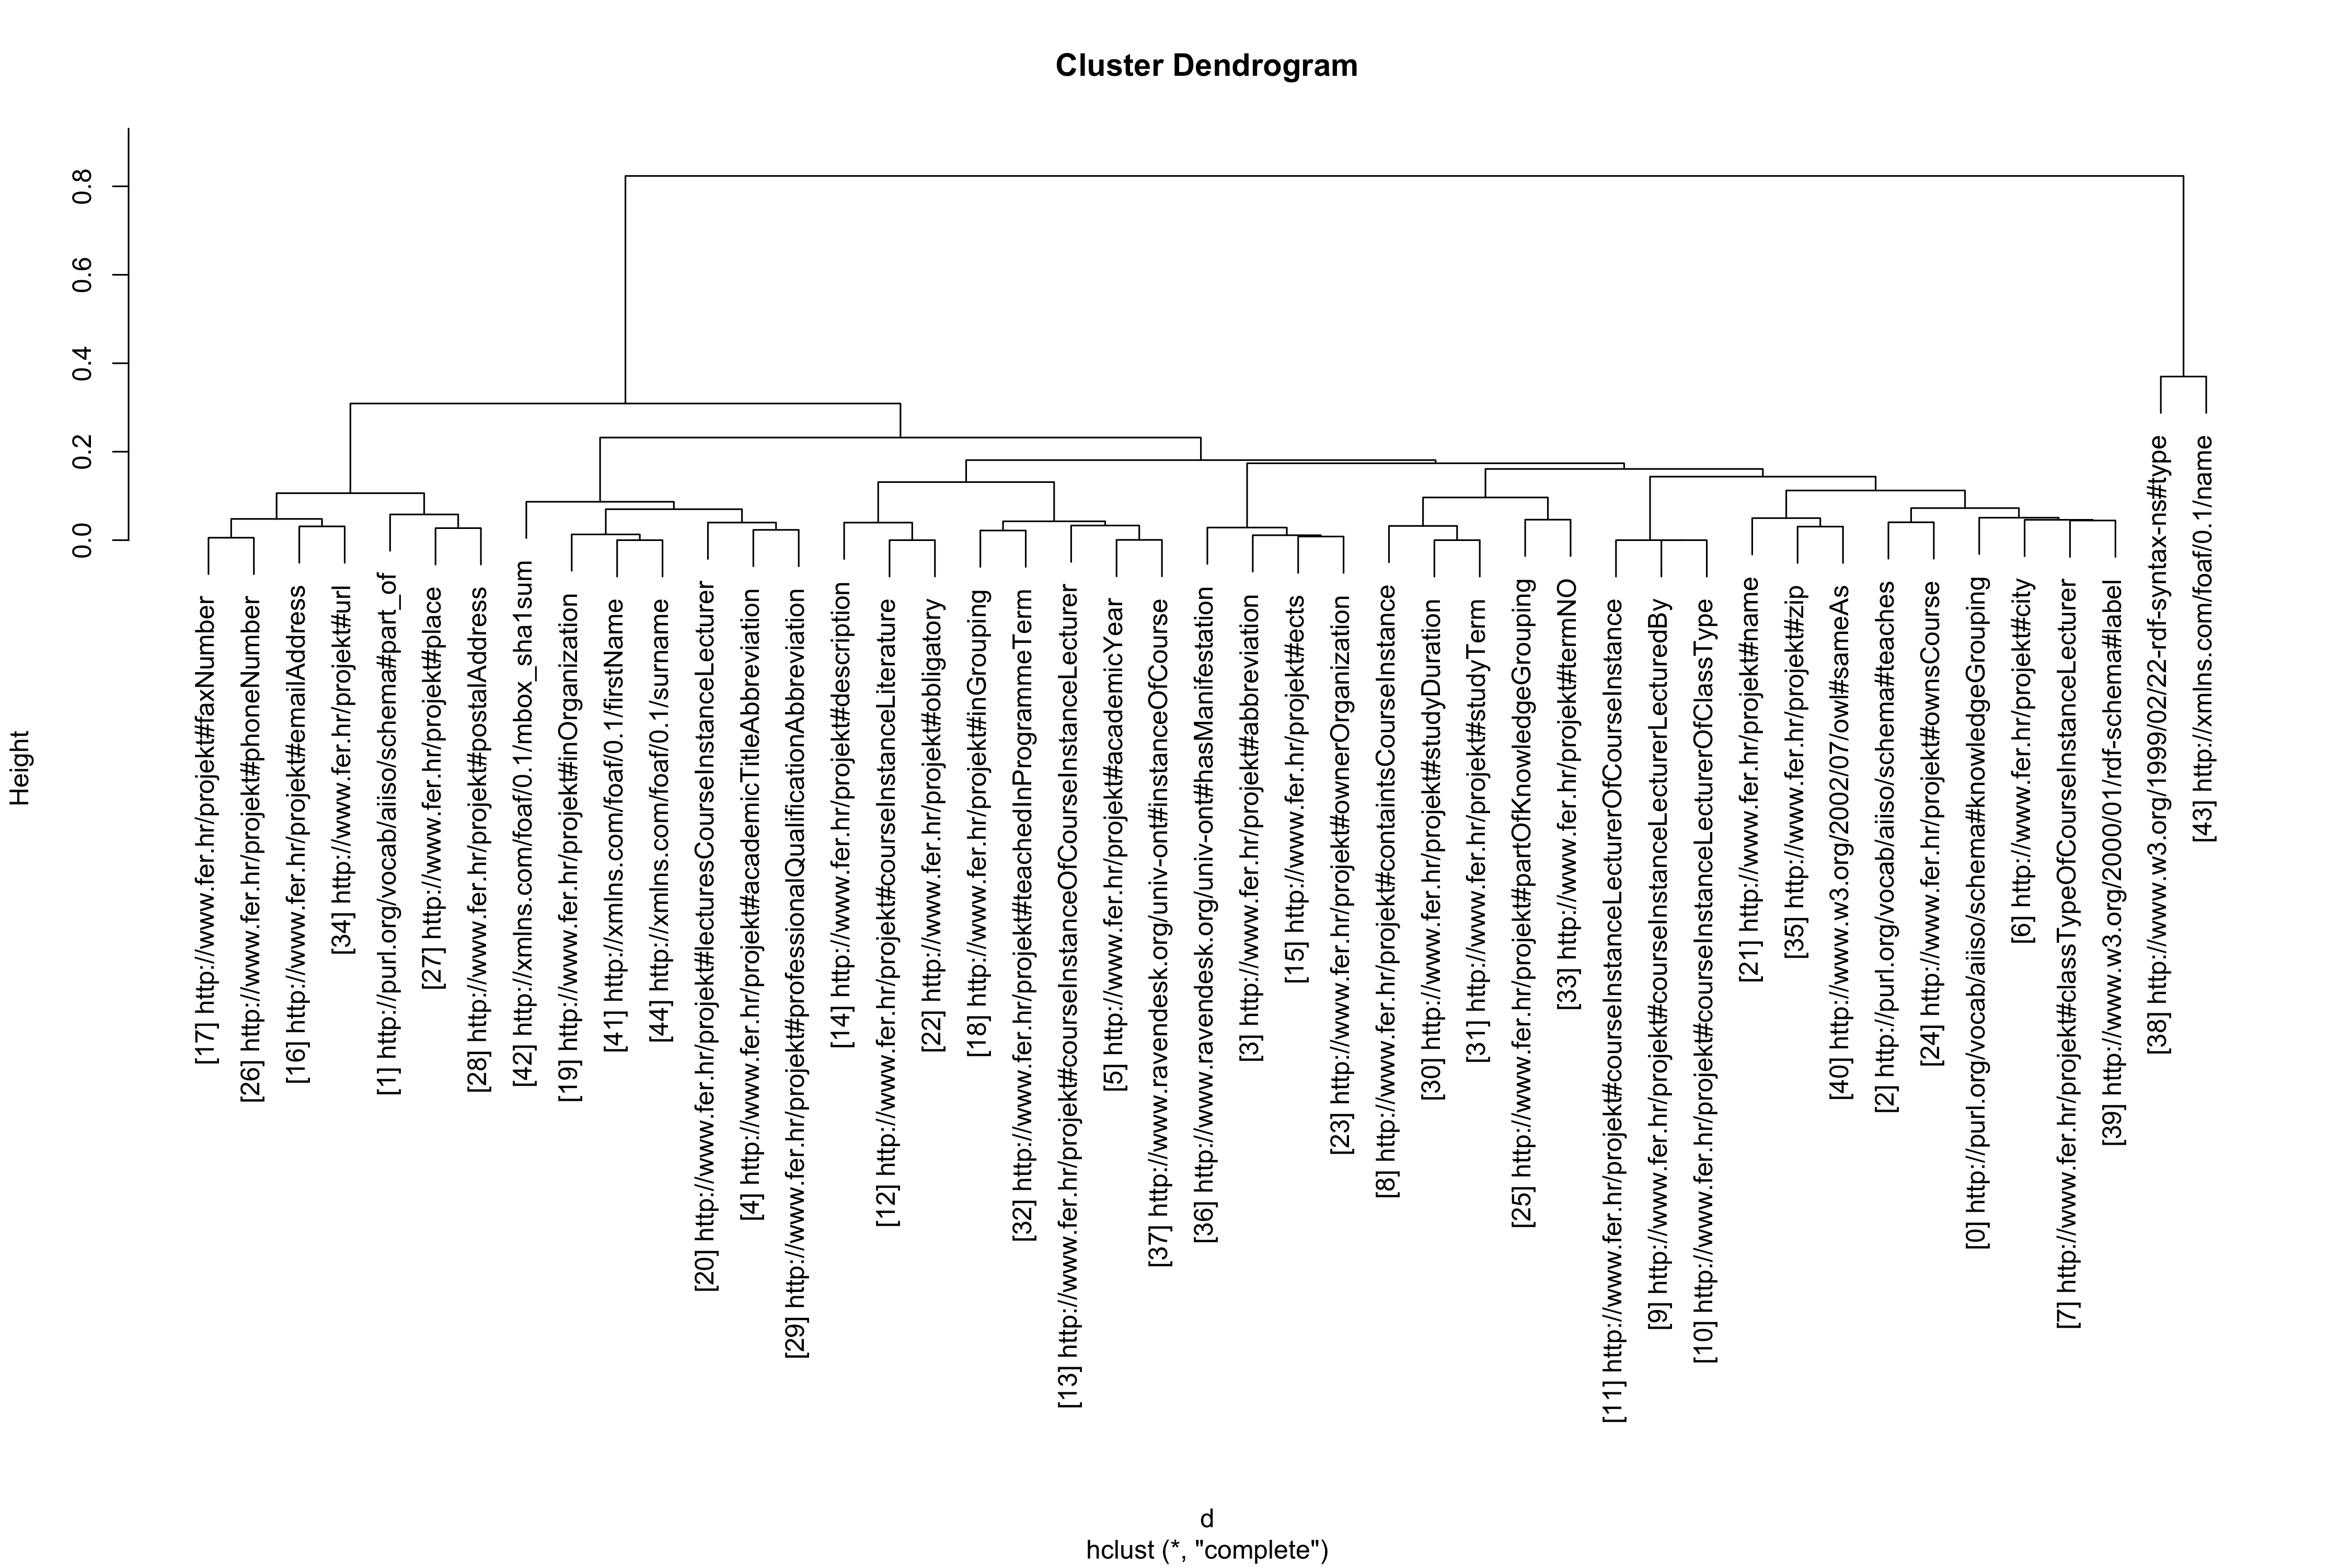 Cluster Dendrogram
Height
0.0
0.2
0.4
0.6
0.8
[17] http://www.fer.hr/projekt#faxNumber
[26] http://www.fer.hr/projekt#phoneNumber
[16] http://www.fer.hr/projekt#emailAddress
[34] http://www.fer.hr/projekt#url
[1] http://purl.org/vocab/aiiso/schema#part_of
[27] http://www.fer.hr/projekt#place
[28] http://www.fer.hr/projekt#postalAddress
[42] http://xmlns.com/foaf/0.1/mbox_sha1sum
[19] http://www.fer.hr/projekt#inOrganization
[41] http://xmlns.com/foaf/0.1/firstName
[44] http://xmlns.com/foaf/0.1/surname
[20] http://www.fer.hr/projekt#lecturesCourseInstanceLecturer
[4] http://www.fer.hr/projekt#academicTitleAbbreviation
[29] http://www.fer.hr/projekt#professionalQualificationAbbreviation
[14] http://www.fer.hr/projekt#description
[12] http://www.fer.hr/projekt#courseInstanceLiterature
[22] http://www.fer.hr/projekt#obligatory
[18] http://www.fer.hr/projekt#inGrouping
[32] http://www.fer.hr/projekt#teachedInProgrammeTerm
[13] http://www.fer.hr/projekt#courseInstanceOfCourseInstanceLecturer
[5] http://www.fer.hr/projekt#academicYear
[37] http://www.ravendesk.org/univ-ont#instanceOfCourse
[36] http://www.ravendesk.org/univ-ont#hasManifestation
[3] http://www.fer.hr/projekt#abbreviation
[15] http://www.fer.hr/projekt#ects
[23] http://www.fer.hr/projekt#ownerOrganization
[8] http://www.fer.hr/projekt#containtsCourseInstance
[30] http://www.fer.hr/projekt#studyDuration
[31] http://www.fer.hr/projekt#studyTerm
[25] http://www.fer.hr/projekt#partOfKnowledgeGrouping
[33] http://www.fer.hr/projekt#termNO
[11] http://www.fer.hr/projekt#courseInstanceLecturerOfCourseInstance
[9] http://www.fer.hr/projekt#courseInstanceLecturerLecturedBy
[10] http://www.fer.hr/projekt#courseInstanceLecturerOfClassType
[21] http://www.fer.hr/projekt#name
[35] http://www.fer.hr/projekt#zip
[40] http://www.w3.org/2002/07/owl#sameAs
[2] http://purl.org/vocab/aiiso/schema#teaches
[24] http://www.fer.hr/projekt#ownsCourse
[0] http://purl.org/vocab/aiiso/schema#knowledgeGrouping
[6] http://www.fer.hr/projekt#city
[7] http://www.fer.hr/projekt#classTypeOfCourseInstanceLecturer
[39] http://www.w3.org/2000/01/rdf-schema#label
[38] http://www.w3.org/1999/02/22-rdf-syntax-ns#type
[43] http://xmlns.com/foaf/0.1/name
d
hclust (*, "complete")